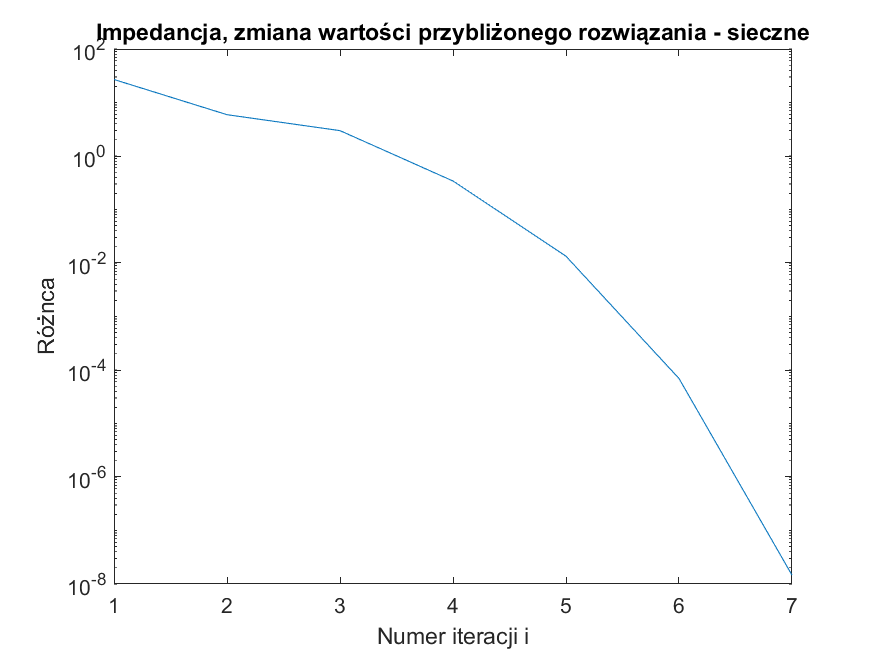 Impedancja, zmiana wartości przybliżonego rozwiązania - sieczne
10^2
10^0
10^-2
10^-4
10^-6
10^-8
Różnca
1 2 3 4 5 6 7
Numer iteracji i